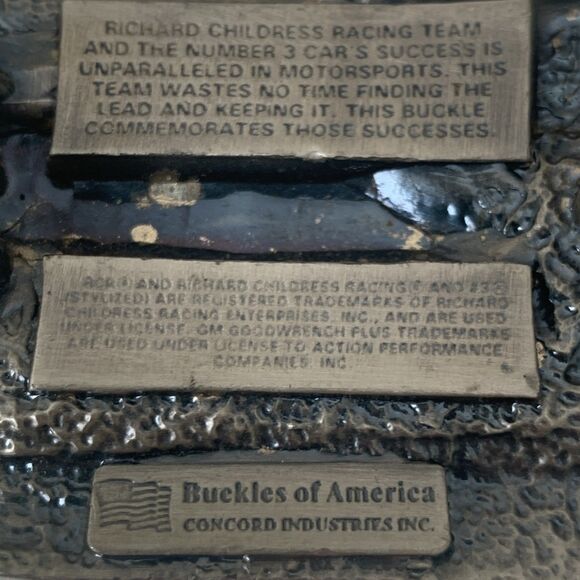 RICHARD CHILDRESS RACING TEAM
AND THE NUMBER 3 CAR'S SUCCESS IS
UNPARALLELED IN MOTORSPORTS. THIS
TEAM WASTES NO TIME FINDING THE
LEAD AND KEEPING IT. THIS BUCKLE
COMMEMORATES THOSE SUCCESSES.
RCR® AND RICHARD CHILDRESS RACING® AND #3®
(STYLIZED) ARE REGISTERED TRADEMARKS OF RICHARD
CHILDRESS RACING ENTERPRISES, INC., AND ARE USED
UNDER LICENSE. GM GOODWRENCH PLUS TRADEMARKS
ARE USED UNDER LICENSE TO ACTION PERFORMANCE
COMPANIES, INC.
Buckles of America
CONCORD INDUSTRIES INC.